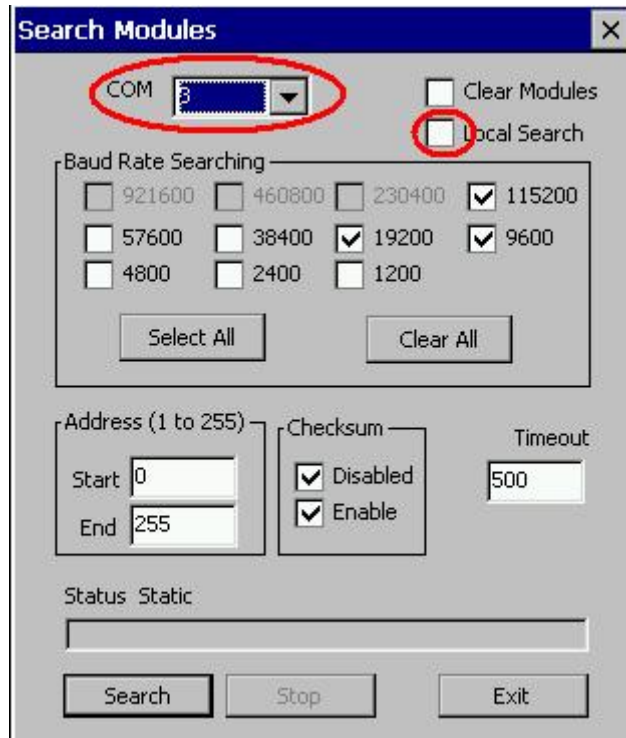 Search Modules
COM 3
Clear Modules
Local Search
Baud Rate Searching
921600 460800 230400 115200
57600 38400 19200 9600
4800 2400 1200
Select All Clear All
Address (1 to 255) Checksum Timeout
Start 0 Disabled 500
End 255 Enable
Status Static
Search Stop Exit